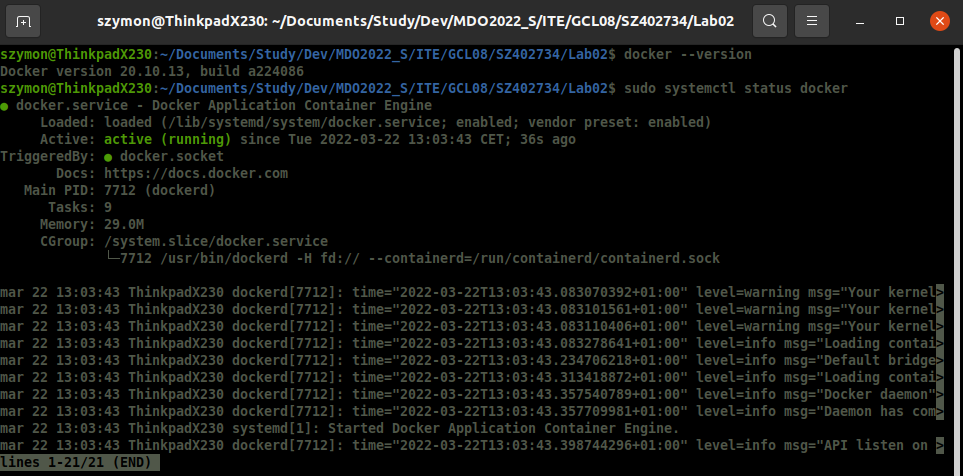 szymon@ThinkpadX230: ~/Documents/Study/Dev/MDO2022_S/ITE/GCL08/SZ402734/Lab02
szymon@ThinkpadX230:~/Documents/Study/Dev/MDO2022_S/ITE/GCL08/SZ402734/Lab02$ docker --version
Docker version 20.10.13, build a224086
szymon@ThinkpadX230:~/Documents/Study/Dev/MDO2022_S/ITE/GCL08/SZ402734/Lab02$ sudo systemctl status docker
● docker.service - Docker Application Container Engine
Loaded: loaded (/lib/systemd/system/docker.service; enabled; vendor preset: enabled)
Active: active (running) since Tue 2022-03-22 13:03:43 CET; 36s ago
TriggeredBy: ● docker.socket
Docs: https://docs.docker.com
Main PID: 7712 (dockerd)
Tasks: 9
Memory: 29.0M
CGroup: /system.slice/docker.service
└─7712 /usr/bin/dockerd -H fd:// --containerd=/run/containerd/containerd.sock
mar 22 13:03:43 ThinkpadX230 dockerd[7712]: time="2022-03-22T13:03:43.083070392+01:00" level=warning msg="Your kernel>
mar 22 13:03:43 ThinkpadX230 dockerd[7712]: time="2022-03-22T13:03:43.083101561+01:00" level=warning msg="Your kernel>
mar 22 13:03:43 ThinkpadX230 dockerd[7712]: time="2022-03-22T13:03:43.083110406+01:00" level=warning msg="Your kernel>
mar 22 13:03:43 ThinkpadX230 dockerd[7712]: time="2022-03-22T13:03:43.083278641+01:00" level=info msg="Loading contai>
mar 22 13:03:43 ThinkpadX230 dockerd[7712]: time="2022-03-22T13:03:43.234706218+01:00" level=info msg="Default bridge>
mar 22 13:03:43 ThinkpadX230 dockerd[7712]: time="2022-03-22T13:03:43.313418872+01:00" level=info msg="Loading contai>
mar 22 13:03:43 ThinkpadX230 dockerd[7712]: time="2022-03-22T13:03:43.357540789+01:00" level=info msg="Docker daemon">
mar 22 13:03:43 ThinkpadX230 dockerd[7712]: time="2022-03-22T13:03:43.357709981+01:00" level=info msg="Daemon has com>
mar 22 13:03:43 ThinkpadX230 systemd[1]: Started Docker Application Container Engine.
mar 22 13:03:43 ThinkpadX230 dockerd[7712]: time="2022-03-22T13:03:43.398744296+01:00" level=info msg="API listen on >
lines 1-21/21 (END)